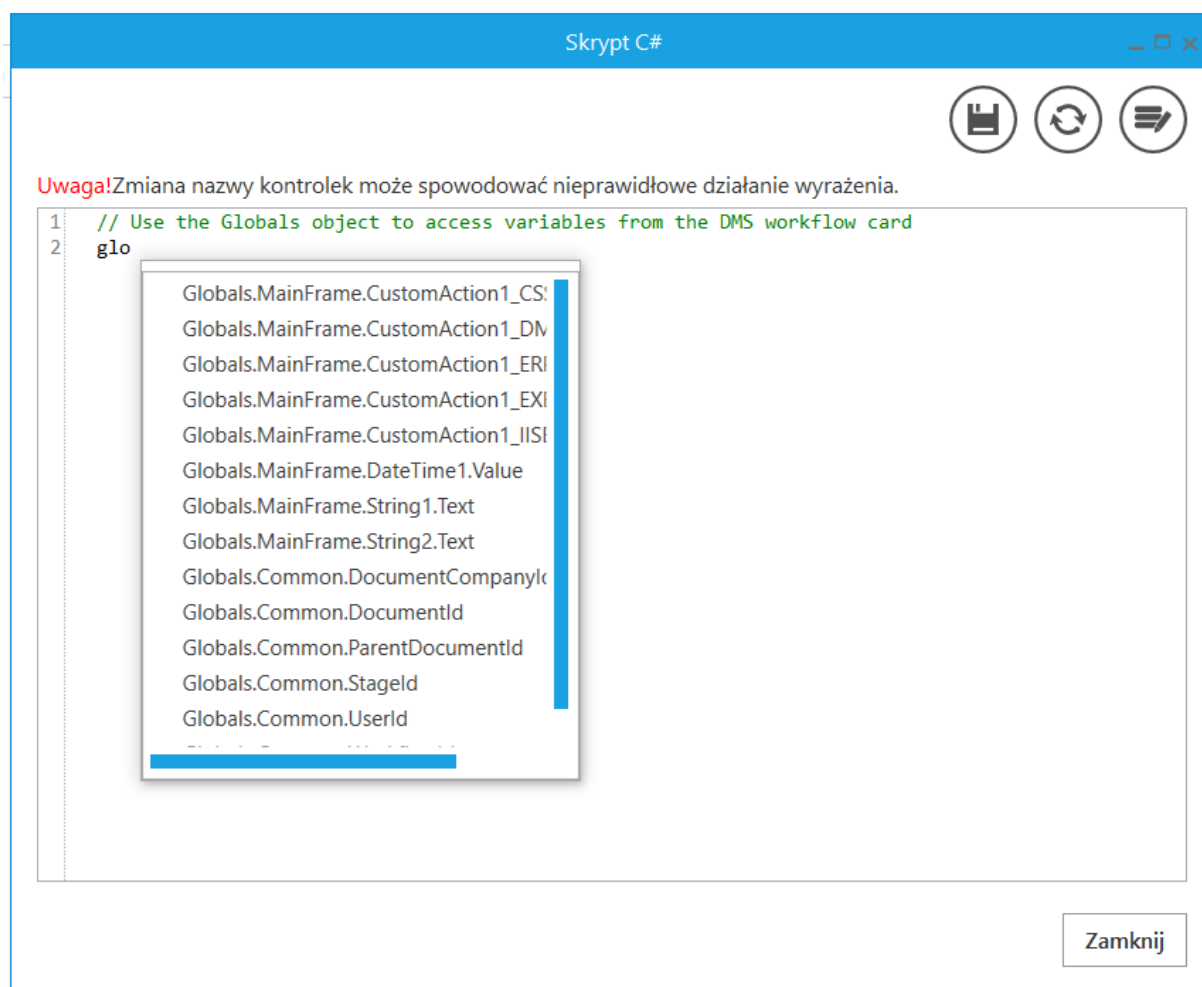 Skrypt C#
Uwaga!Zmiana nazwy kontrolek może spowodować nieprawidłowe działanie wyrażenia.
1 // Use the Globals object to access variables from the DMS workflow card
2 glo
Globals.MainFrame.CustomAction1_CS
Globals.MainFrame.CustomAction1_DM
Globals.MainFrame.CustomAction1_ER
Globals.MainFrame.CustomAction1_EX
Globals.MainFrame.CustomAction1_IIS
Globals.MainFrame.DateTime1.Value
Globals.MainFrame.String1.Text
Globals.MainFrame.String2.Text
Globals.Common.DocumentCompanyI
Globals.Common.DocumentId
Globals.Common.ParentDocumentId
Globals.Common.StageId
Globals.Common.UserId
Zamknij